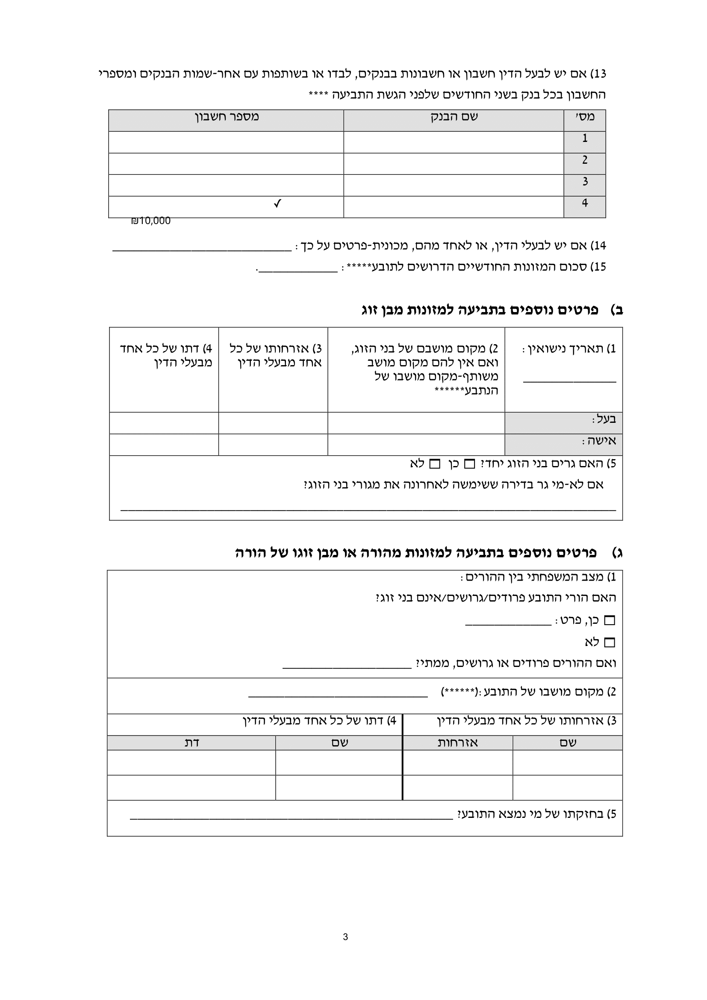 13) אם יש לבעל הדין חשבון או חשבונות בבנקים, לבדו או בשותפות עם אחר-שמות הבנקים ומספרי
החשבון בכל בנק בשני החודשים שלפני הגשת התביעה ****
מס' שם הבנק מספר חשבון
1
2
3
4 ✓
₪10,000
14) אם יש לבעלי הדין, או לאחד מהם, מכונית-פרטים על כך: _________________________
15) סכום המזונות החודשיים הדרושים לתובע*****: ___________.
ב) פרטים נוספים בתביעה למזונות מבן זוג
1) תאריך נישואין:
_____________
2) מקום מושבם של בני הזוג,
ואם אין להם מקום מושב
משותף-מקום מושבו של
הנתבע******
3) אזרחותו של כל
אחד מבעלי הדין
4) דתו של כל אחד
מבעלי הדין
בעל:
אישה:
5) האם גרים בני הזוג יחד? ☐ כן ☐ לא
אם לא-מי גר בדירה ששימשה לאחרונה את מגורי בני הזוג?
_____________________________________________________________________
ג) פרטים נוספים בתביעה למזונות מהורה או מבן זוגו של הורה
1) מצב המשפחתי בין ההורים:
האם הורי התובע פרודים/גרושים/אינם בני זוג?
☐ כן, פרט: ____________
☐ לא
ואם ההורים פרודים או גרושים, ממתי? __________________
2) מקום מושבו של התובע:(******) _________________________
3) אזרחותו של כל אחד מבעלי הדין 4) דתו של כל אחד מבעלי הדין
שם אזרחות שם דת
5) בחזקתו של מי נמצא התובע? _____________________________________________
3